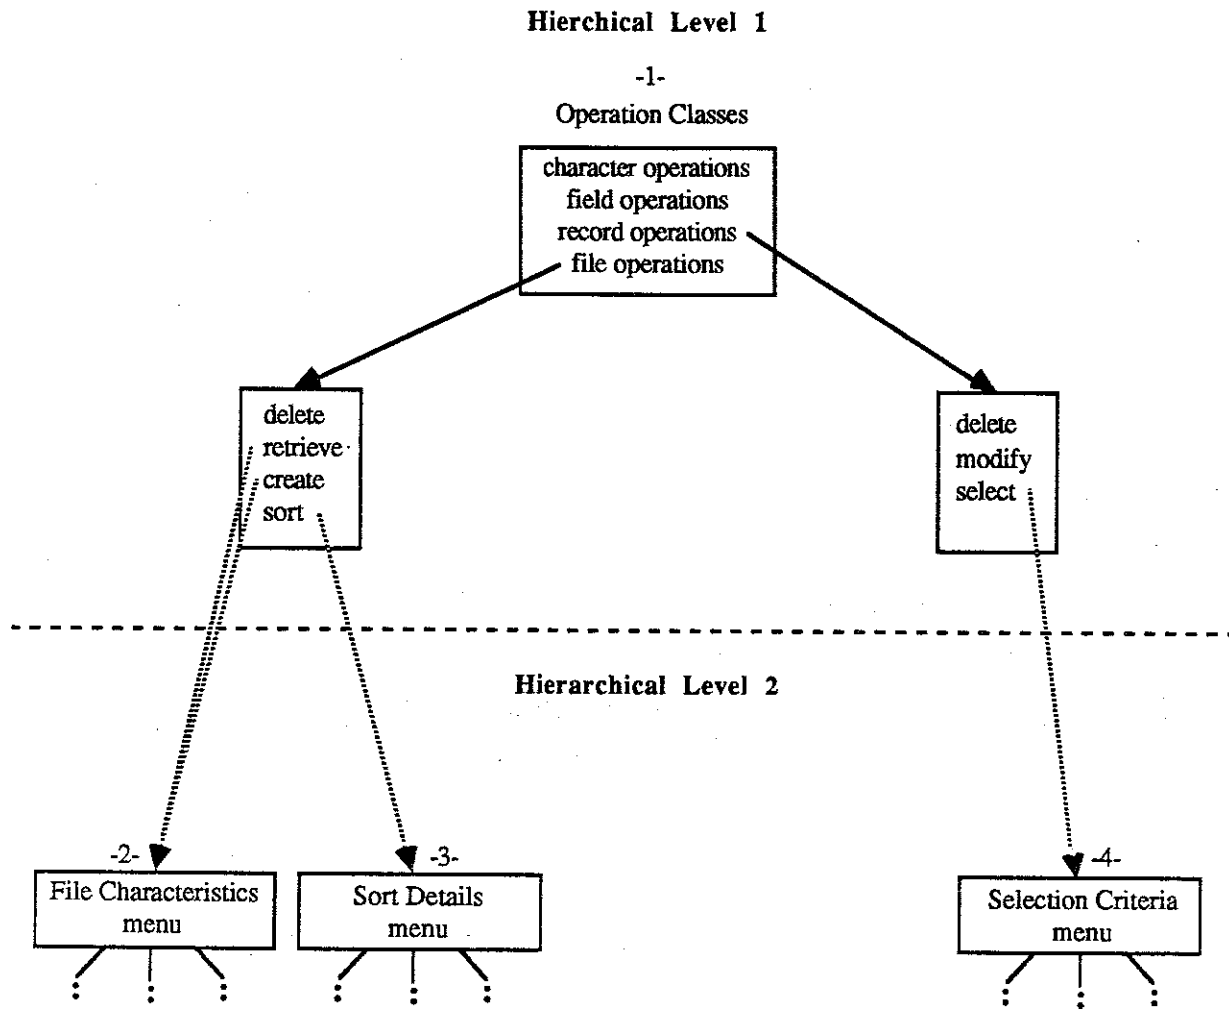 Hierchical Level 1
-1-
Operation Classes
character operations
field operations
record operations
file operations
delete
retrieve
create
sort
delete
modify
select
Hierarchical Level 2
-2-
File Characteristics
menu
-3-
Sort Details
menu
-4-
Selection Criteria
menu